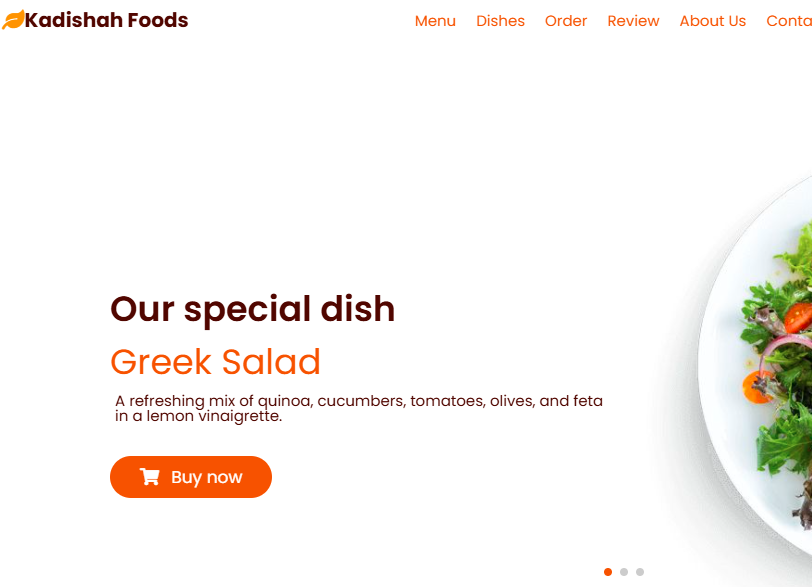 Kadishah Foods
Menu Dishes Order Review About Us Conta
Our special dish
Greek Salad
A refreshing mix of quinoa, cucumbers, tomatoes, olives, and feta
in a lemon vinaigrette.
Buy now